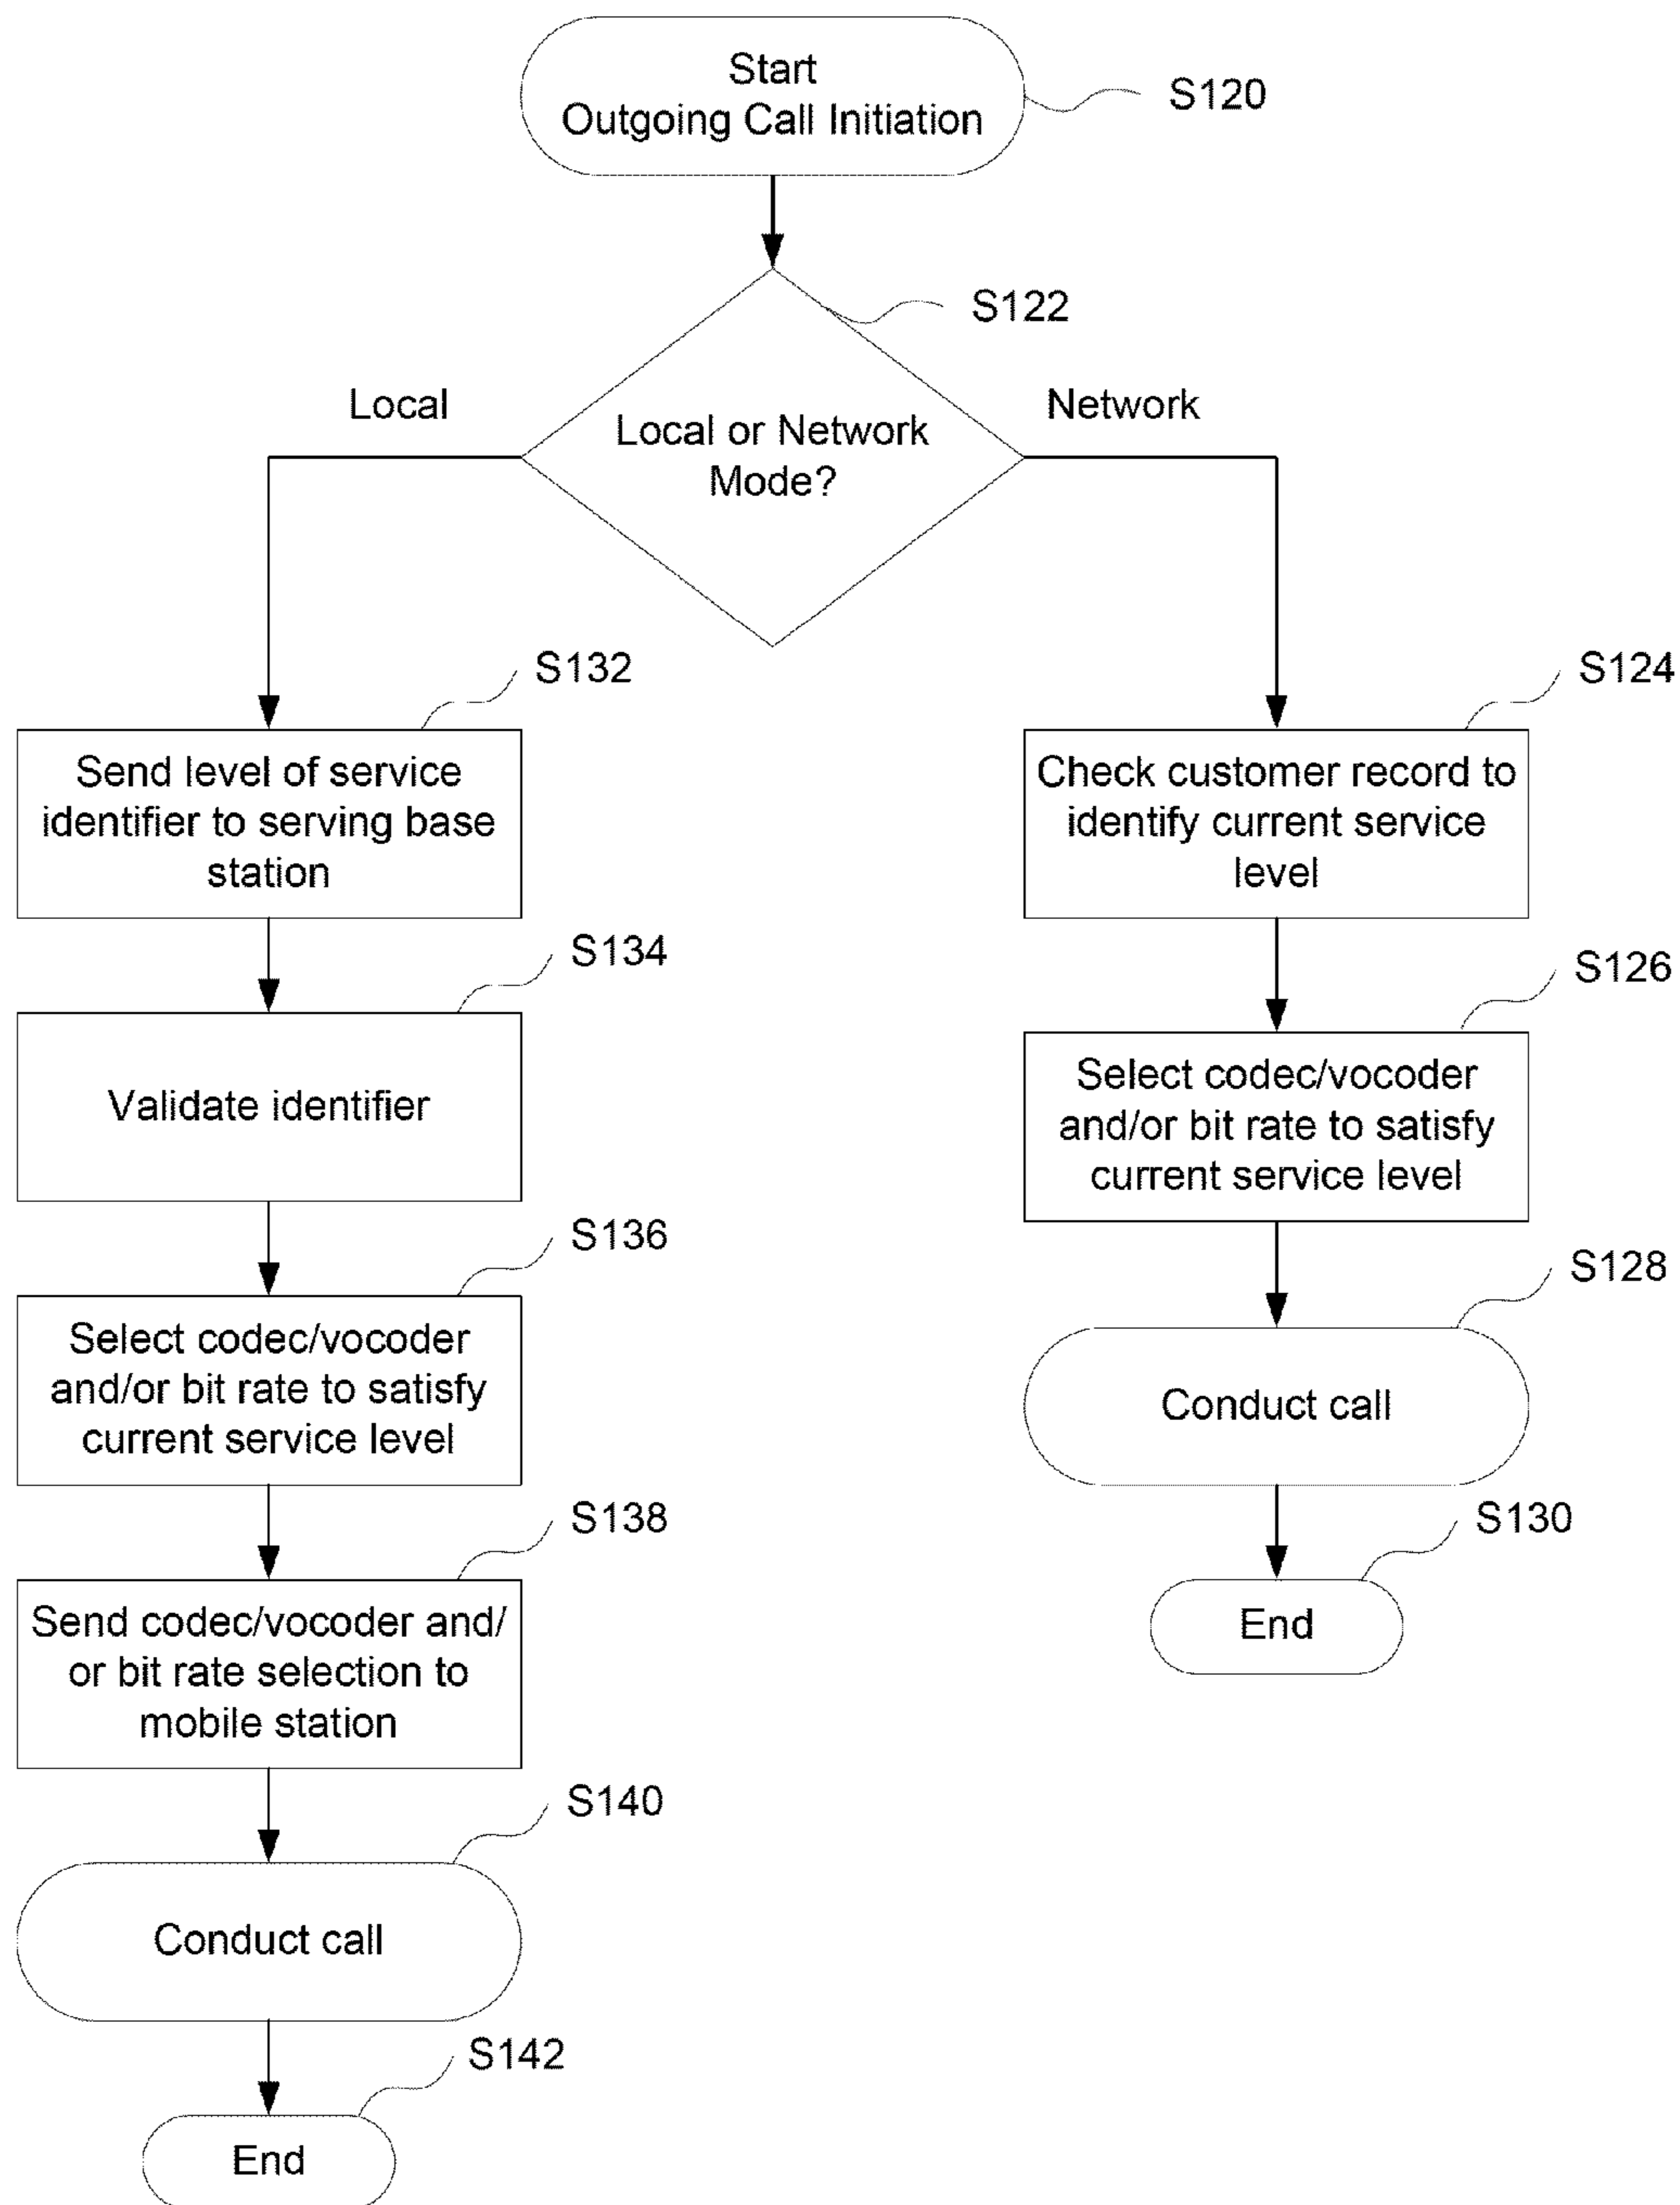 Start
Outgoing Call Initiation
S120
S122
Local
Network
Local or Network
Mode?
S132
Send level of service
identifier to serving base
station
S134
Validate identifier
S136
Select codec/vocoder
and/or bit rate to satisfy
current service level
S138
Send codec/vocoder and/
or bit rate selection to
mobile station
S140
Conduct call
S142
End
S124
Check customer record to
identify current service
level
S126
Select codec/vocoder
and/or bit rate to satisfy
current service level
S128
Conduct call
S130
End